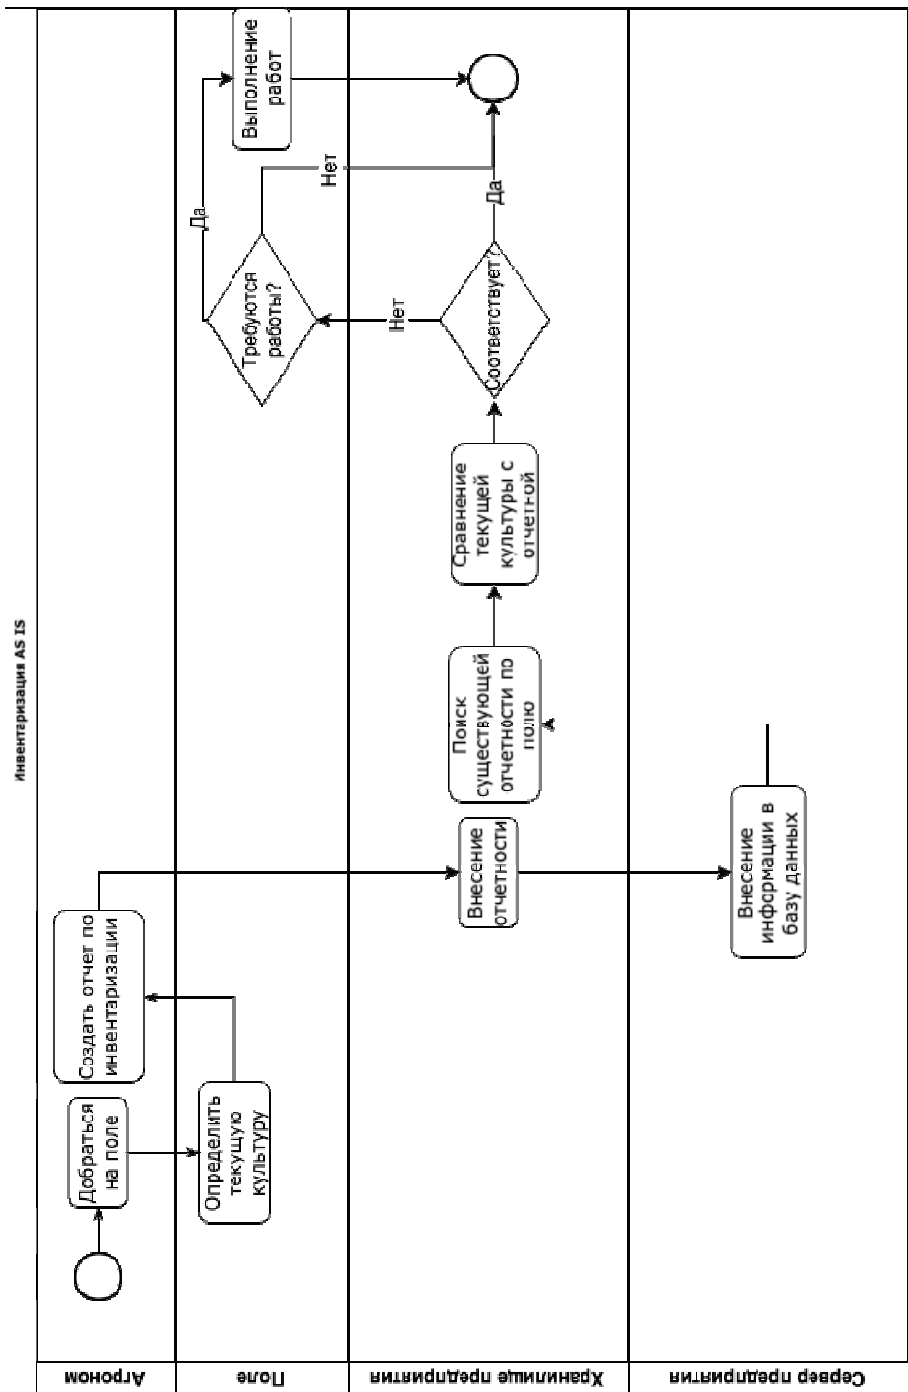 Инвентаризация AS IS
Агроном
Добраться
на поле
Создать отчет по
инвентаризации
Поле
Определить
текущую
культуру
Требуются
работы?
Да
Нет
Выполнение
работ
Хранилище предприятия
Внесение
отчетности
Поиск
существующей
отчетности по
полю
Сравнение
текущей
культуры с
отчетной
Соответствует?
Нет
Да
Сервер предприятия
Внесение
информации в
базу данных